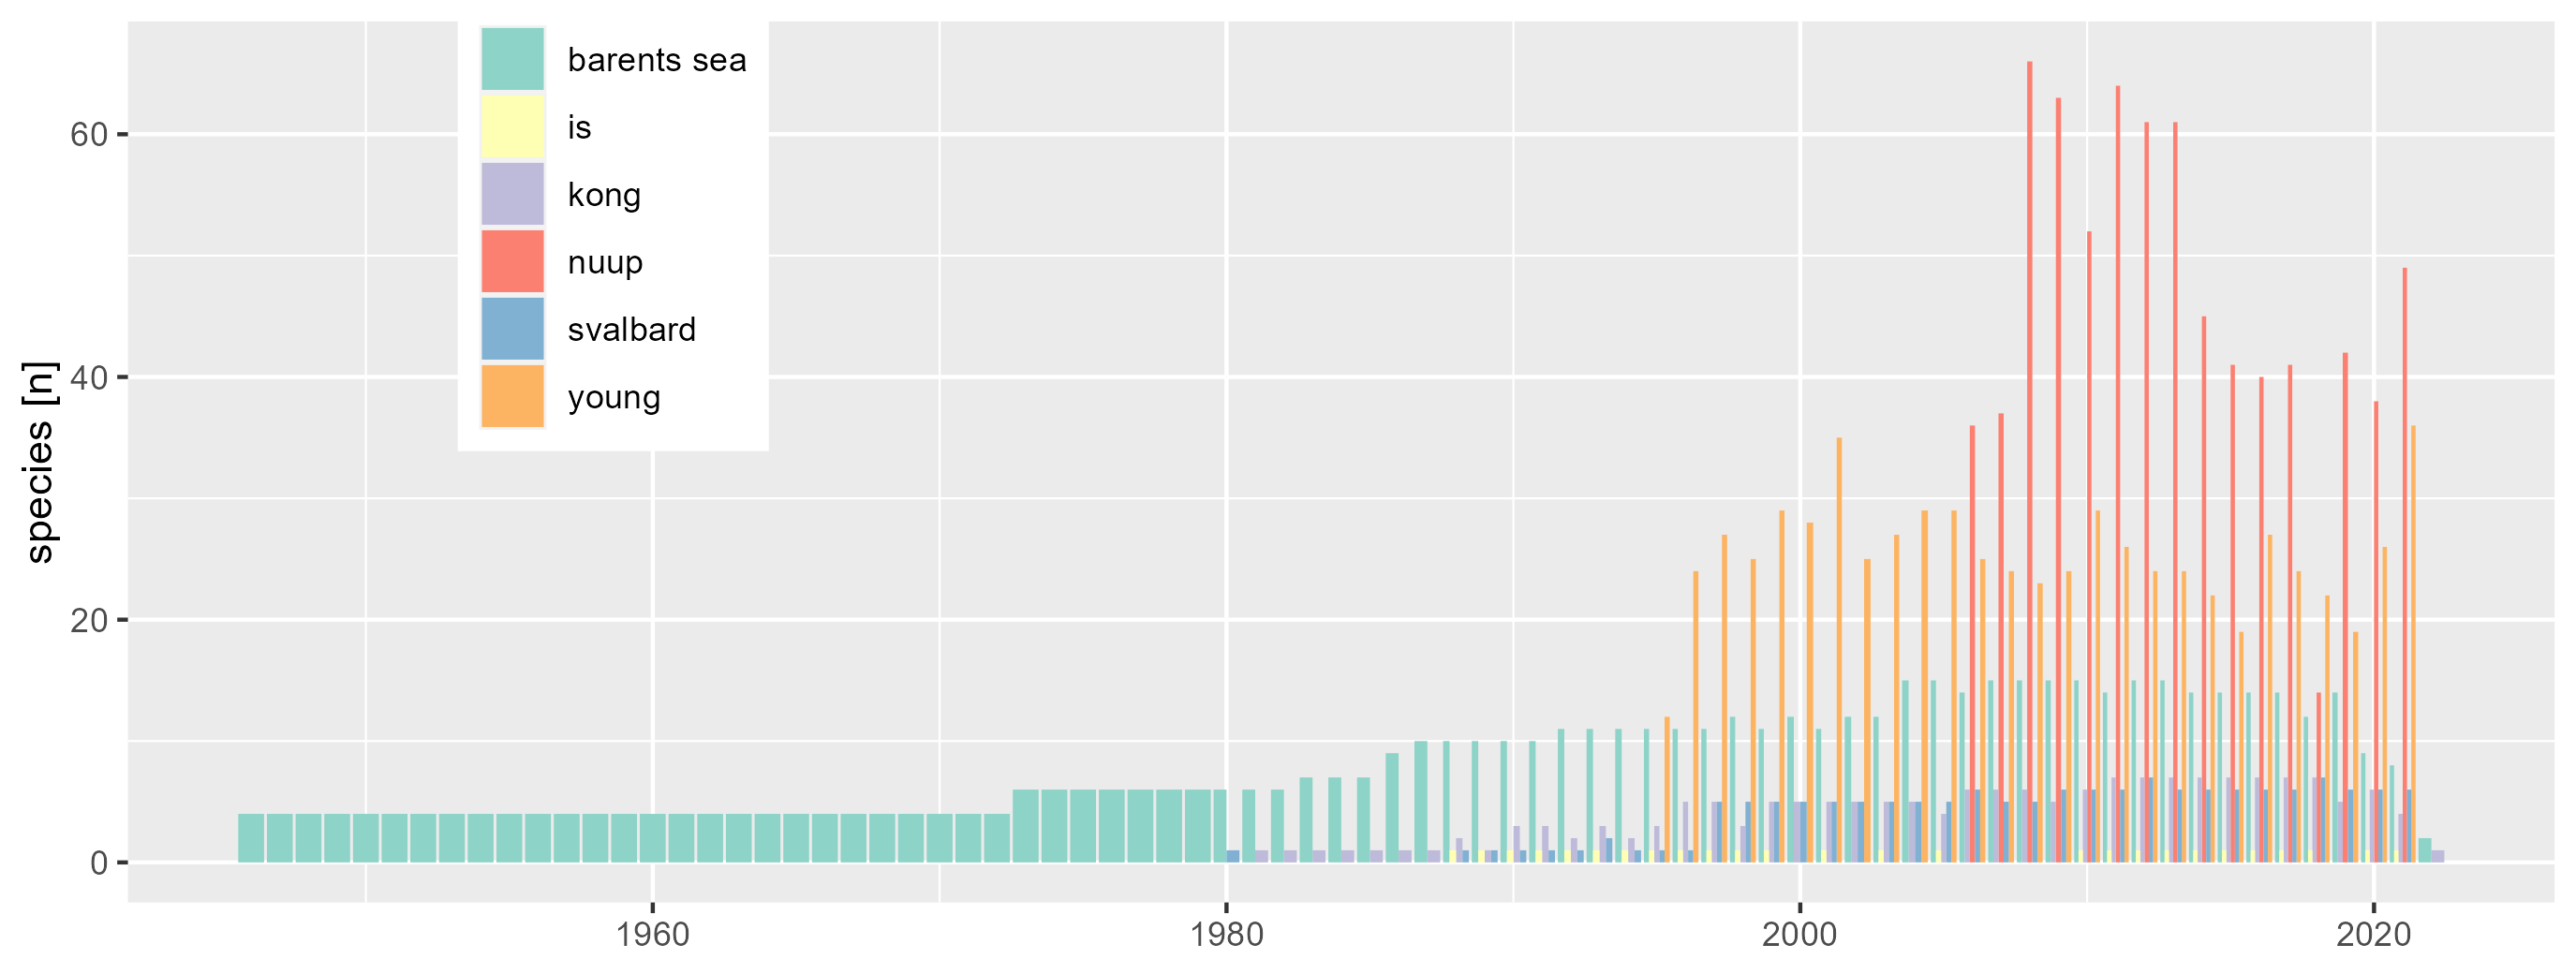 barents sea
is
kong
nuup
svalbard
young
species [n]
60
40
20
0
1960 1980 2000 2020